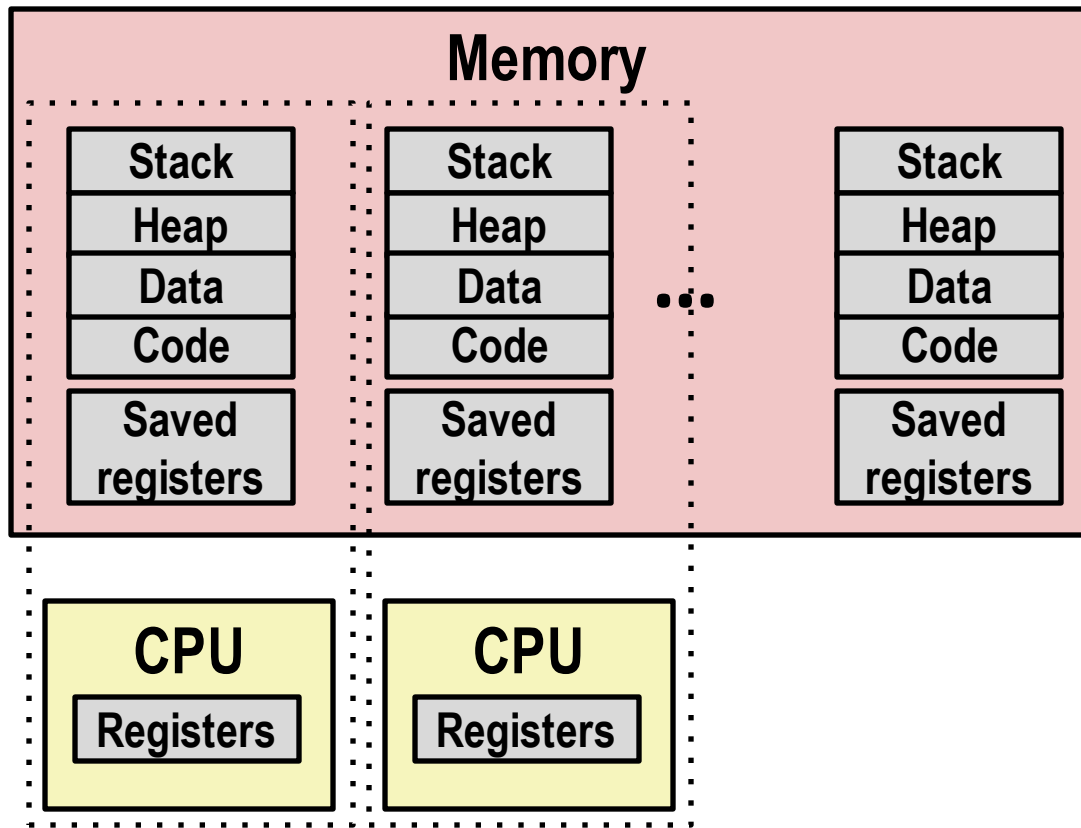 Memory
Stack
Heap
Data
Code
Saved
registers
Stack
Heap
Data
Code
Saved
registers
...
Stack
Heap
Data
Code
Saved
registers
CPU
Registers
CPU
Registers